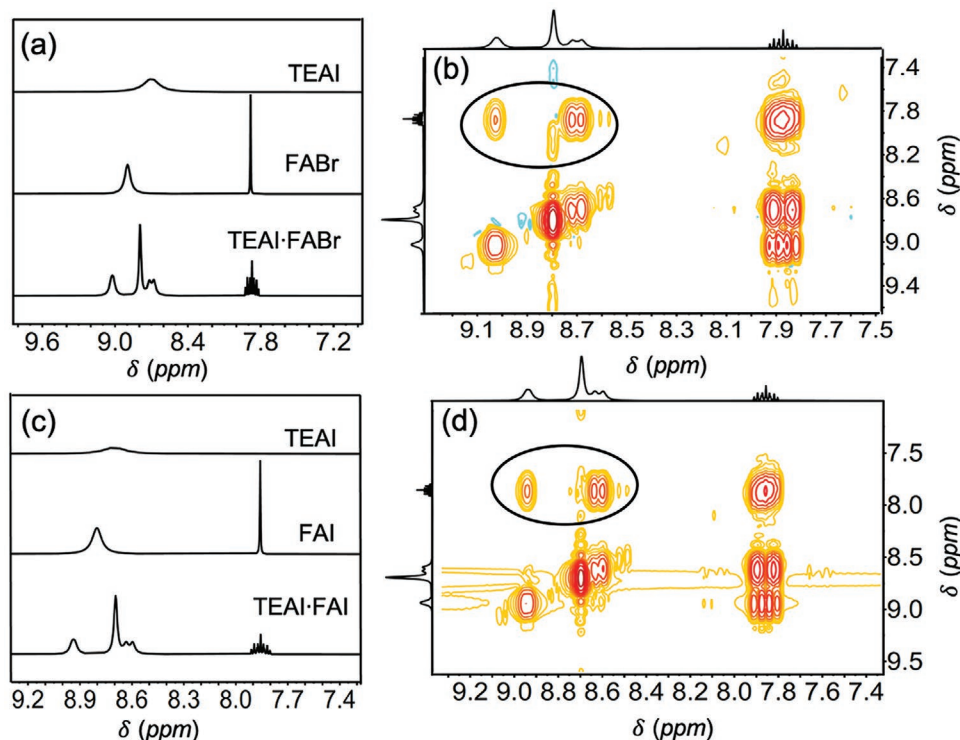 (a)
TEAI
FABr
TEAI·FABr
9.6 9.0 8.4 7.8 7.2
δ (ppm)
(b)
7.4
7.8
8.2
8.6
9.0
9.4
δ (ppm)
9.1 8.9 8.7 8.5 8.3 8.1 7.9 7.7 7.6 7.5
δ (ppm)
(c)
TEAI
FAI
TEAI·FAI
9.2 8.8 8.4 8.0 7.6
δ (ppm)
(d)
7.5
8.0
8.5
9.0
9.5
δ (ppm)
9.2 9.0 8.8 8.6 8.4 8.2 8.0 7.8 7.6 7.4
δ (ppm)